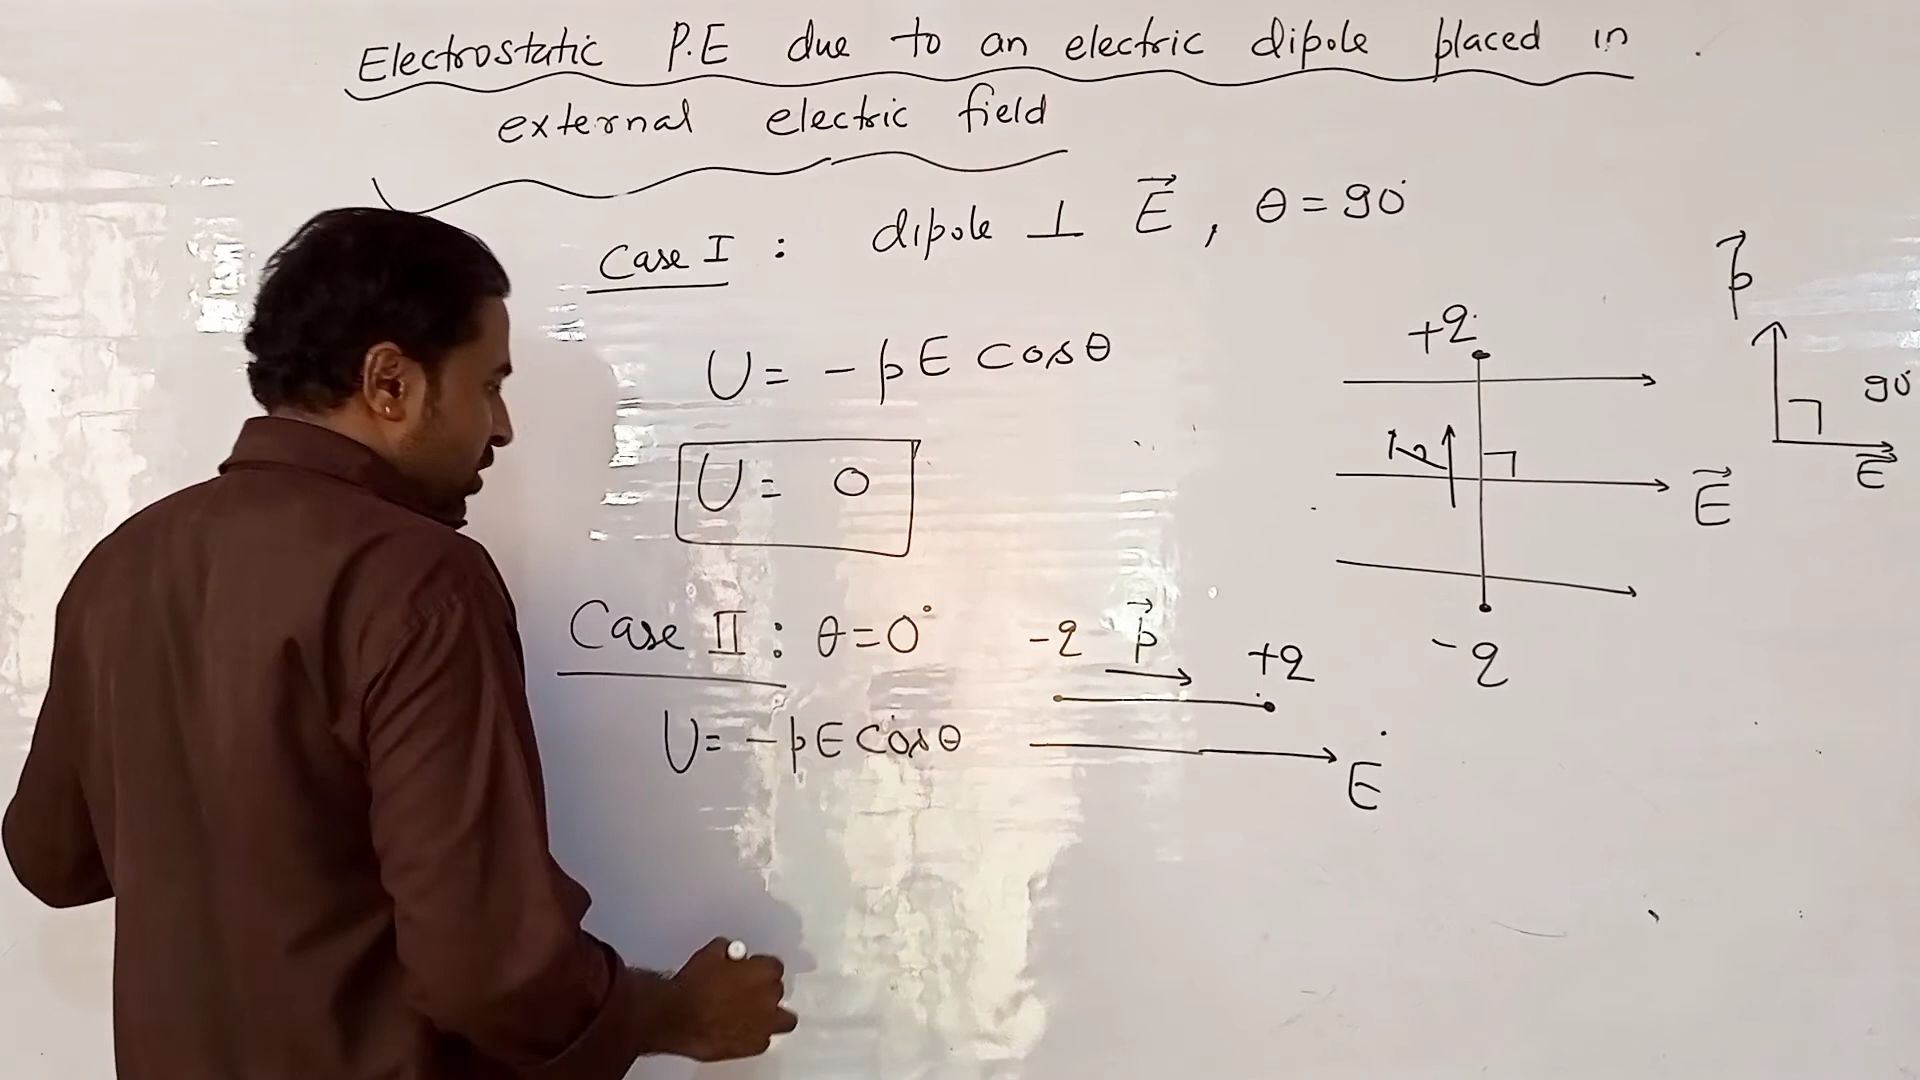 Electrostatic P.E due to an electric dipole placed in
external electric field
Case I : dipole ⊥ E⃗ , θ = 90°
U = - pE cosθ
U = 0
+q
p⃗
E⃗
-q
p⃗
90°
E⃗
Case II : θ = 0°
-q p⃗ +q
U = - pE cosθ
E